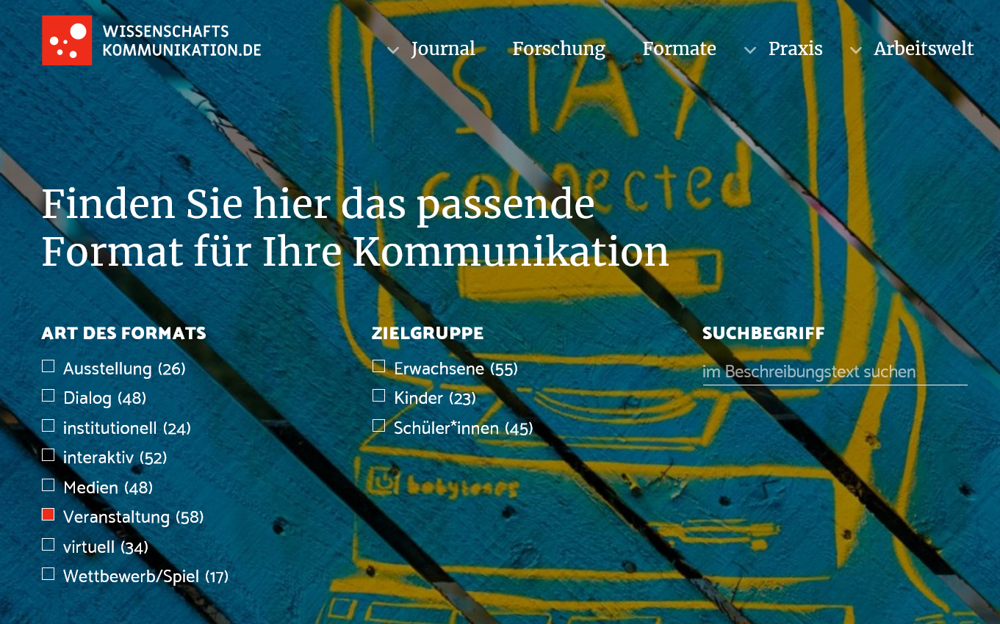 WISSENSCHAFTS
KOMMUNIKATION.DE
Journal
Forschung
Formate
Praxis
Arbeitswelt
STAY
connected
Finden Sie hier das passende
Format für Ihre Kommunikation
ART DES FORMATS
Ausstellung (26)
Dialog (48)
institutionell (24)
interaktiv (52)
Medien (48)
Veranstaltung (58)
virtuell (34)
Wettbewerb/Spiel (17)
ZIELGRUPPE
Erwachsene (55)
Kinder (23)
Schüler*innen (45)
SUCHBEGRIFF
im Beschreibungstext suchen